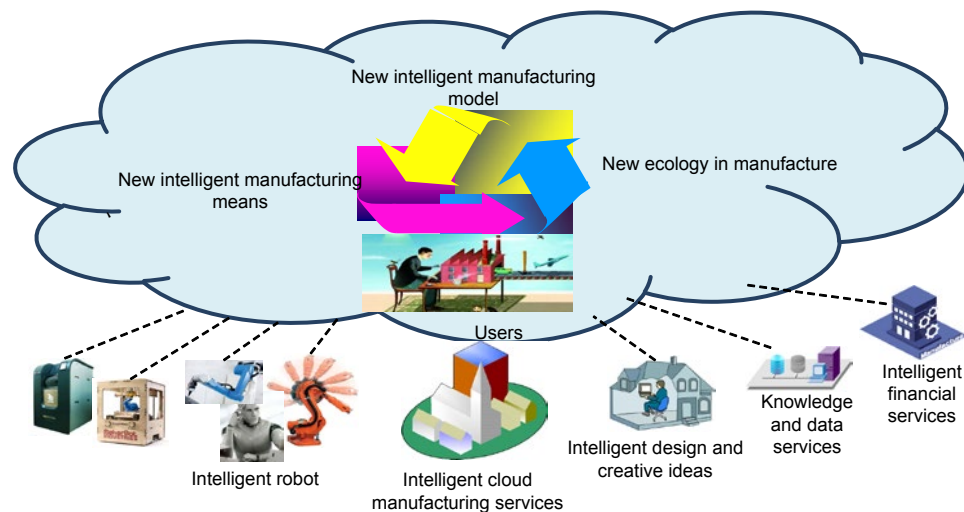 New intelligent manufacturing
model
New intelligent manufacturing
means
New ecology in manufacture
Users
Intelligent robot
Intelligent cloud
manufacturing services
Intelligent design and
creative ideas
Knowledge
and data
services
Intelligent
financial
services